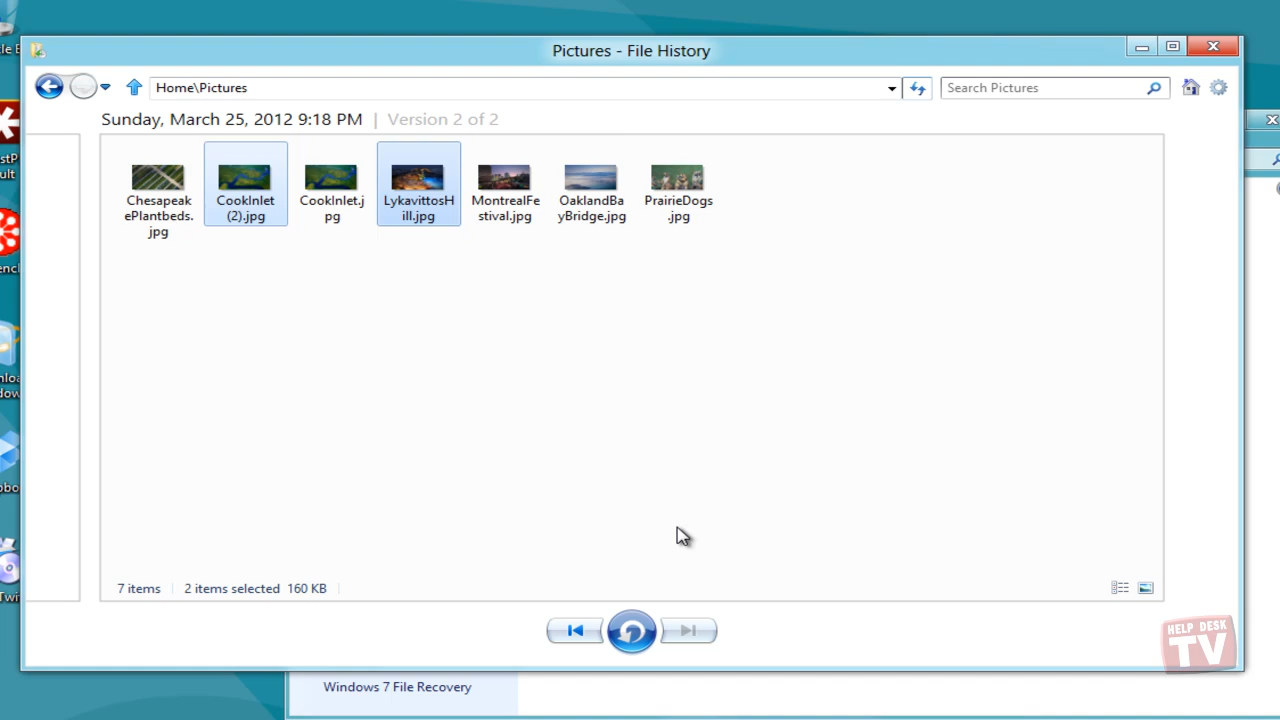 Pictures - File History
Home\Pictures
Search Pictures
Sunday, March 25, 2012 9:18 PM | Version 2 of 2
Chesapeak
ePlantbeds.
jpg
CookInlet
(2).jpg
CookInlet.j
pg
LykavittosH
ill.jpg
MontrealFe
stival.jpg
OaklandBa
yBridge.jpg
PrairieDogs
.jpg
7 items
2 items selected 160 KB
HELP DESK
TV
Windows 7 File Recovery